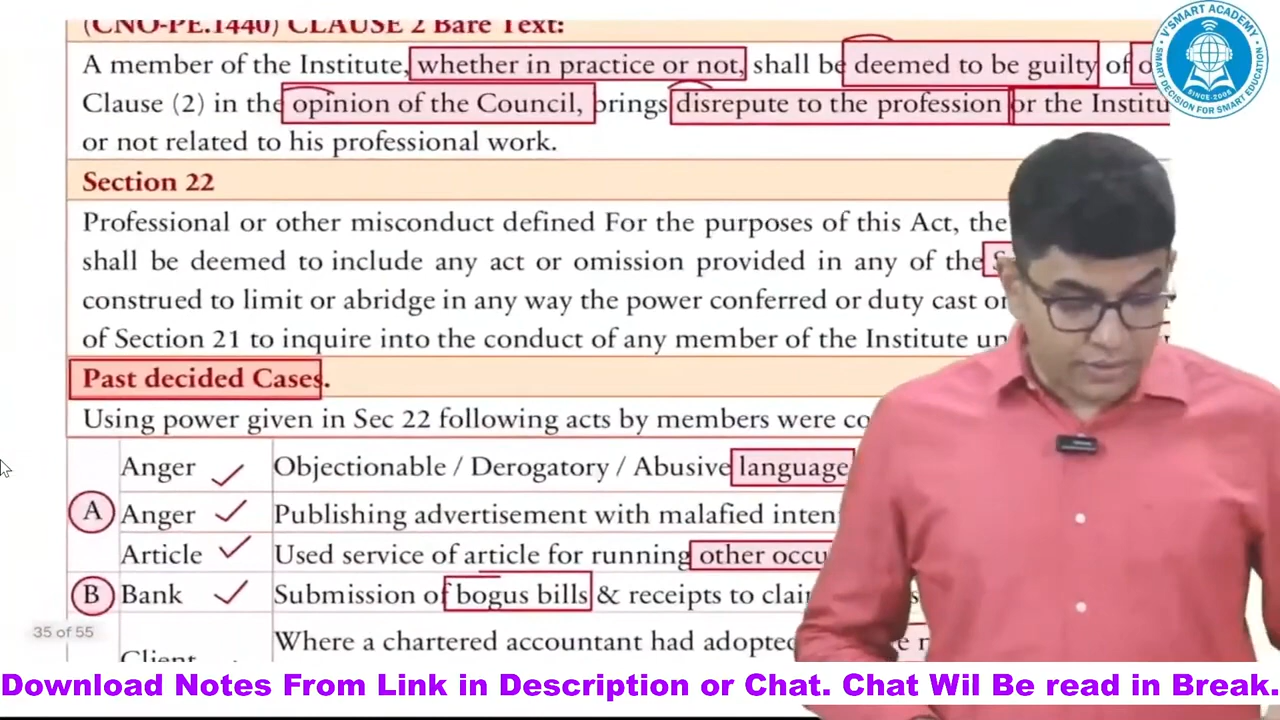 (CNO-PE.1440) CLAUSE 2 Bare Text:
A member of the Institute, whether in practice or not, shall be deemed to be guilty of
Clause (2) in the opinion of the Council, brings disrepute to the profession or the
or not related to his professional work.
Section 22
Professional or other misconduct defined For the purposes of this Act, the
shall be deemed to include any act or omission provided in any of the
construed to limit or abridge in any way the power conferred or duty cast
of Section 21 to inquire into the conduct of any member of the Institute
Past decided Cases.
Using power given in Sec 22 following acts by members were
Anger Objectionable / Derogatory / Abusive language
A Anger Publishing advertisement with malafied
Article Used service of article for running other
B Bank Submission of bogus bills & receipts to
Where a chartered accountant had adopted
Client
35 of 55
V'SMART ACADEMY
SMART DECISION FOR SMART EDUCATION
SINCE-2006
Download Notes From Link in Description or Chat. Chat Wil Be read in Break.